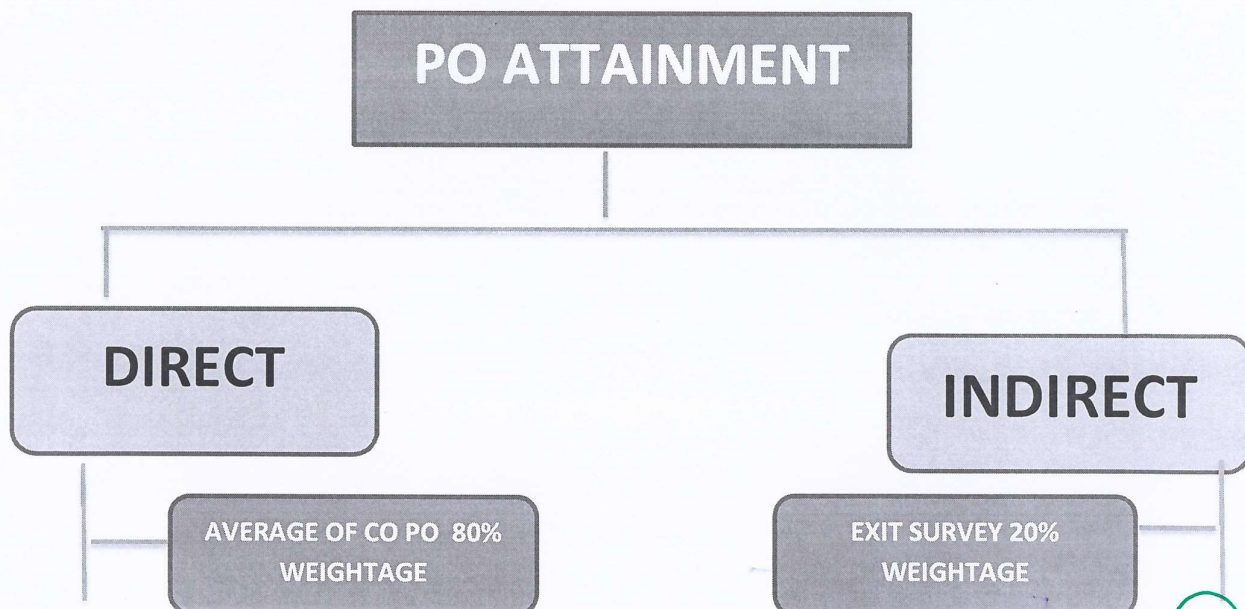 PO ATTAINMENT
DIRECT
INDIRECT
AVERAGE OF CO PO 80%
WEIGHTAGE
EXIT SURVEY 20%
WEIGHTAGE